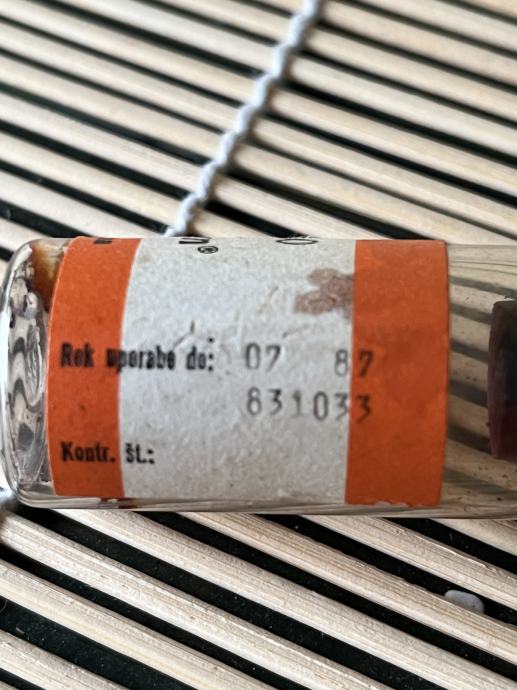 Rok uporabe do: 07 87
831033
Kontr. št.: